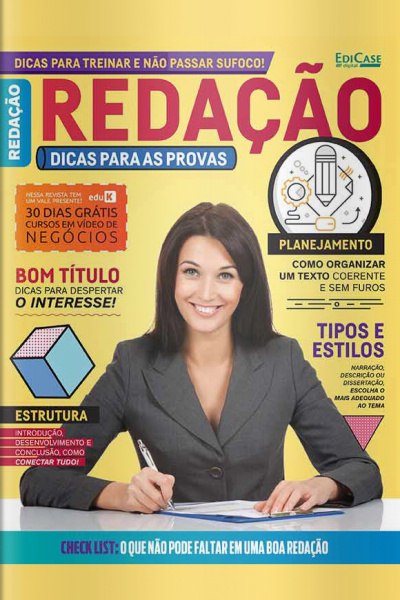 DICAS PARA TREINAR E NÃO PASSAR SUFOCO!
EDICASE
digital
REDAÇÃO
REDAÇÃO
DICAS PARA AS PROVAS
NESSA REVISTA TEM
UM VALE PRESENTE!
eduK
30 DIAS GRÁTIS
CURSOS EM VÍDEO DE
NEGÓCIOS
PLANEJAMENTO
COMO ORGANIZAR
UM TEXTO COERENTE
E SEM FUROS
BOM TÍTULO
DICAS PARA DESPERTAR
O INTERESSE!
TIPOS E
ESTILOS
NARRAÇÃO,
DESCRIÇÃO OU
DISSERTAÇÃO,
ESCOLHA O
MAIS ADEQUADO
AO TEMA
ESTRUTURA
INTRODUÇÃO,
DESENVOLVIMENTO E
CONCLUSÃO, COMO
CONECTAR TUDO!
CHECK LIST: O QUE NÃO PODE FALTAR EM UMA BOA REDAÇÃO